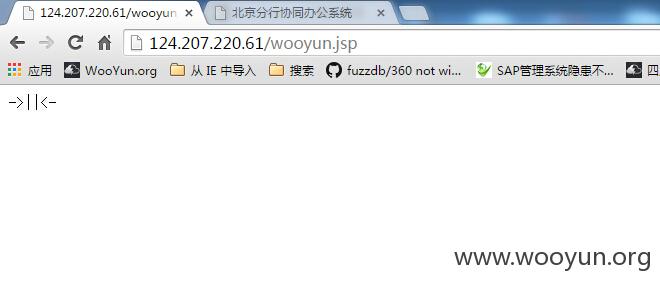 124.207.220.61/wooyun 北京分行协同办公系统
124.207.220.61/wooyun.jsp
应用 WooYun.org 从 IE 中导入 搜索 fuzzdb/360 not wi... SAP管理系统隐患不... 四
->||<-
www.wooyun.org